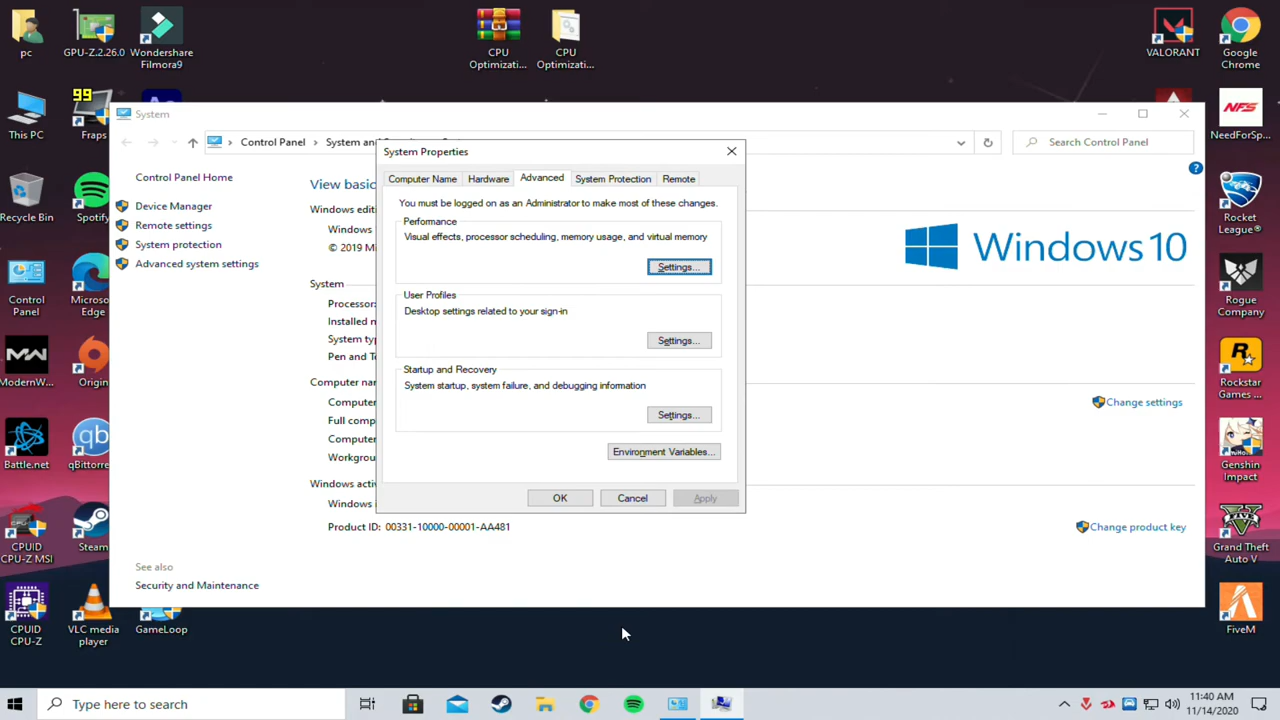 pc
GPU-Z.2.26.0
Wondershare
Filmora9
CPU
Optimizati...
CPU
Optimizati...
VALORANT
Google
Chrome
99
This PC
Fraps
NeedForSp...
Recycle Bin
Spotify
Rocket
League®
Control
Panel
Microso
Edge
Rogue
Company
ModernW...
Origin
Rockstar
Games ...
Battle.net
qBittorre
Genshin
Impact
CPUID
CPU-Z MSI
Steam
Grand Theft
Auto V
CPUID
CPU-Z
VLC media
player
GameLoop
FiveM
System
Control Panel
System and
Search Control Panel
Control Panel Home
Device Manager
Remote settings
System protection
Advanced system settings
See also
Security and Maintenance
View basic
Windows edit
Windows
© 2019 Mi
System
Processor:
Installed m
System typ
Pen and To
Computer nam
Computer
Full comp
Computer
Workgrou
Windows activ
Windows i
Product ID: 00331-10000-00001-AA481
Windows 10
Change settings
Change product key
System Properties
Computer Name
Hardware
Advanced
System Protection
Remote
You must be logged on as an Administrator to make most of these changes.
Performance
Visual effects, processor scheduling, memory usage, and virtual memory
Settings...
User Profiles
Desktop settings related to your sign-in
Settings...
Startup and Recovery
System startup, system failure, and debugging information
Settings...
Environment Variables...
OK
Cancel
Apply
Type here to search
11:40 AM
11/14/2020